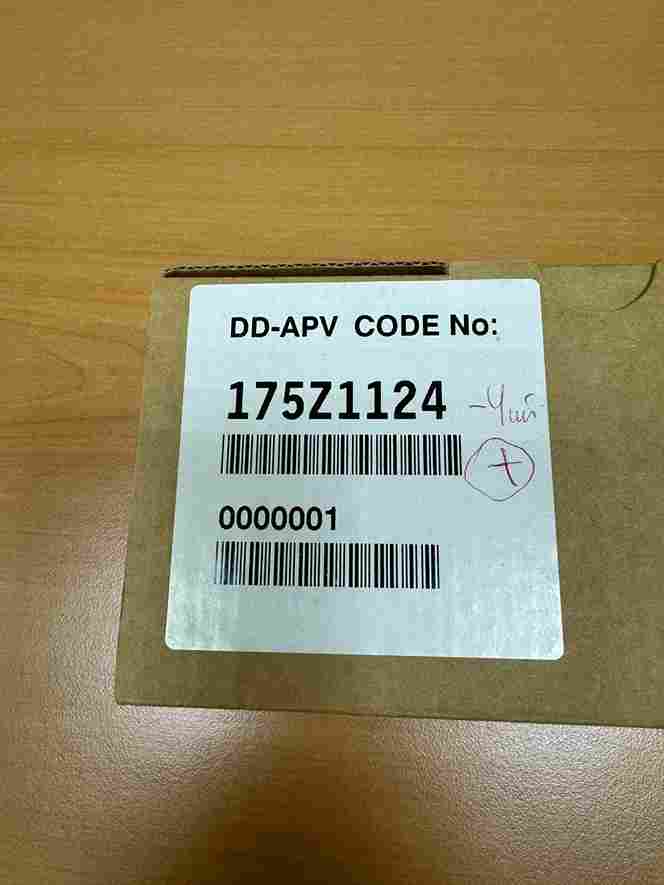 DD-APV CODE No:
175Z1124
+
0000001